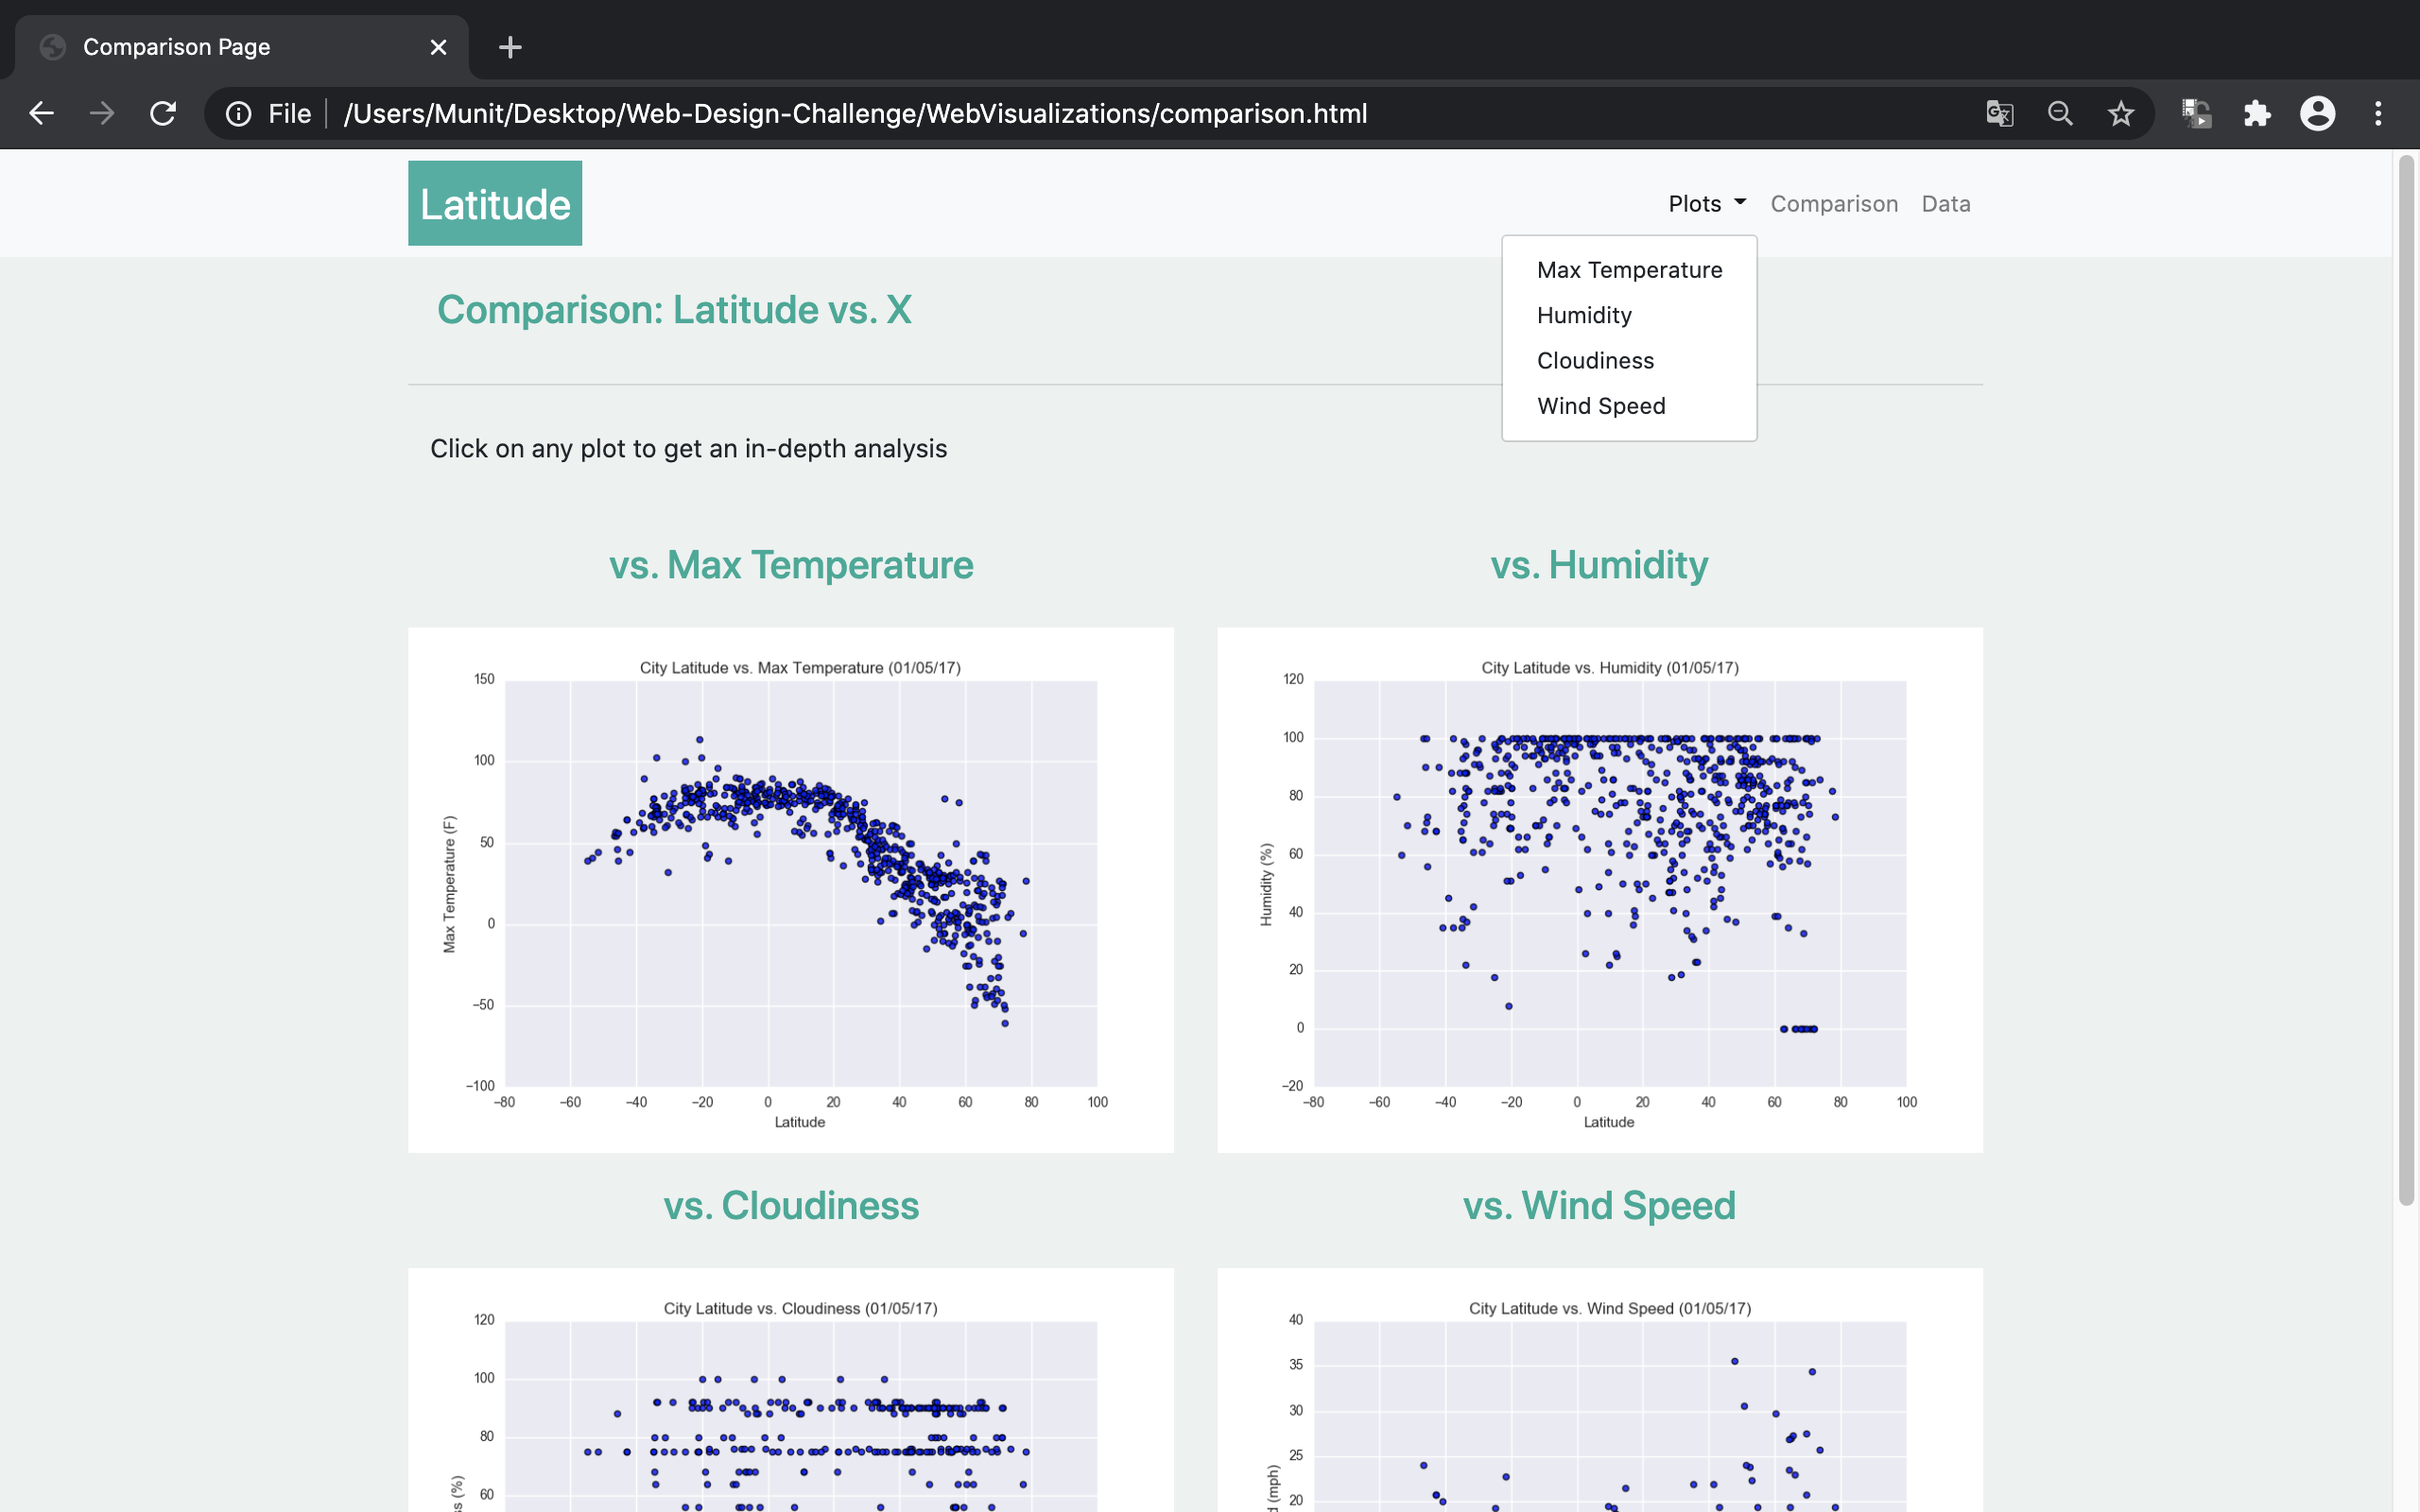 Comparison Page
File /Users/Munit/Desktop/Web-Design-Challenge/WebVisualizations/comparison.html
Latitude
Plots Comparison Data
Max Temperature
Humidity
Cloudiness
Wind Speed
Comparison: Latitude vs. X
Click on any plot to get an in-depth analysis
vs. Max Temperature
City Latitude vs. Max Temperature (01/05/17)
150
100
50
0
−50
−100
Max Temperature (F)
−80 −60 −40 −20 0 20 40 60 80 100
Latitude
vs. Humidity
City Latitude vs. Humidity (01/05/17)
120
100
80
60
40
20
0
−20
Humidity (%)
−80 −60 −40 −20 0 20 40 60 80 100
Latitude
vs. Cloudiness
City Latitude vs. Cloudiness (01/05/17)
120
100
80
60
(%)
vs. Wind Speed
City Latitude vs. Wind Speed (01/05/17)
40
35
30
25
20
(mph)